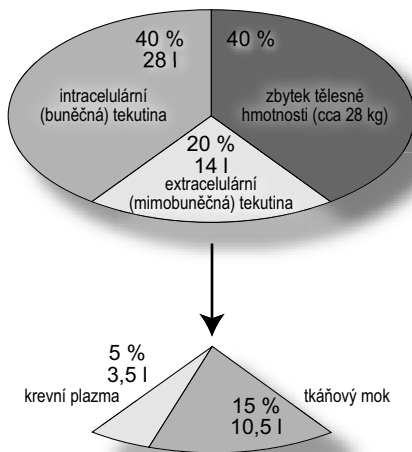 40 %
28 l
intracelulární
(buněčná) tekutina
40 %
zbytek tělesné
hmotnosti (cca 28 kg)
20 %
14 l
extracelulární
(mimobuněčná) tekutina
5 %
3,5 l
krevní plazma
15 %
10,5 l
tkáňový mok